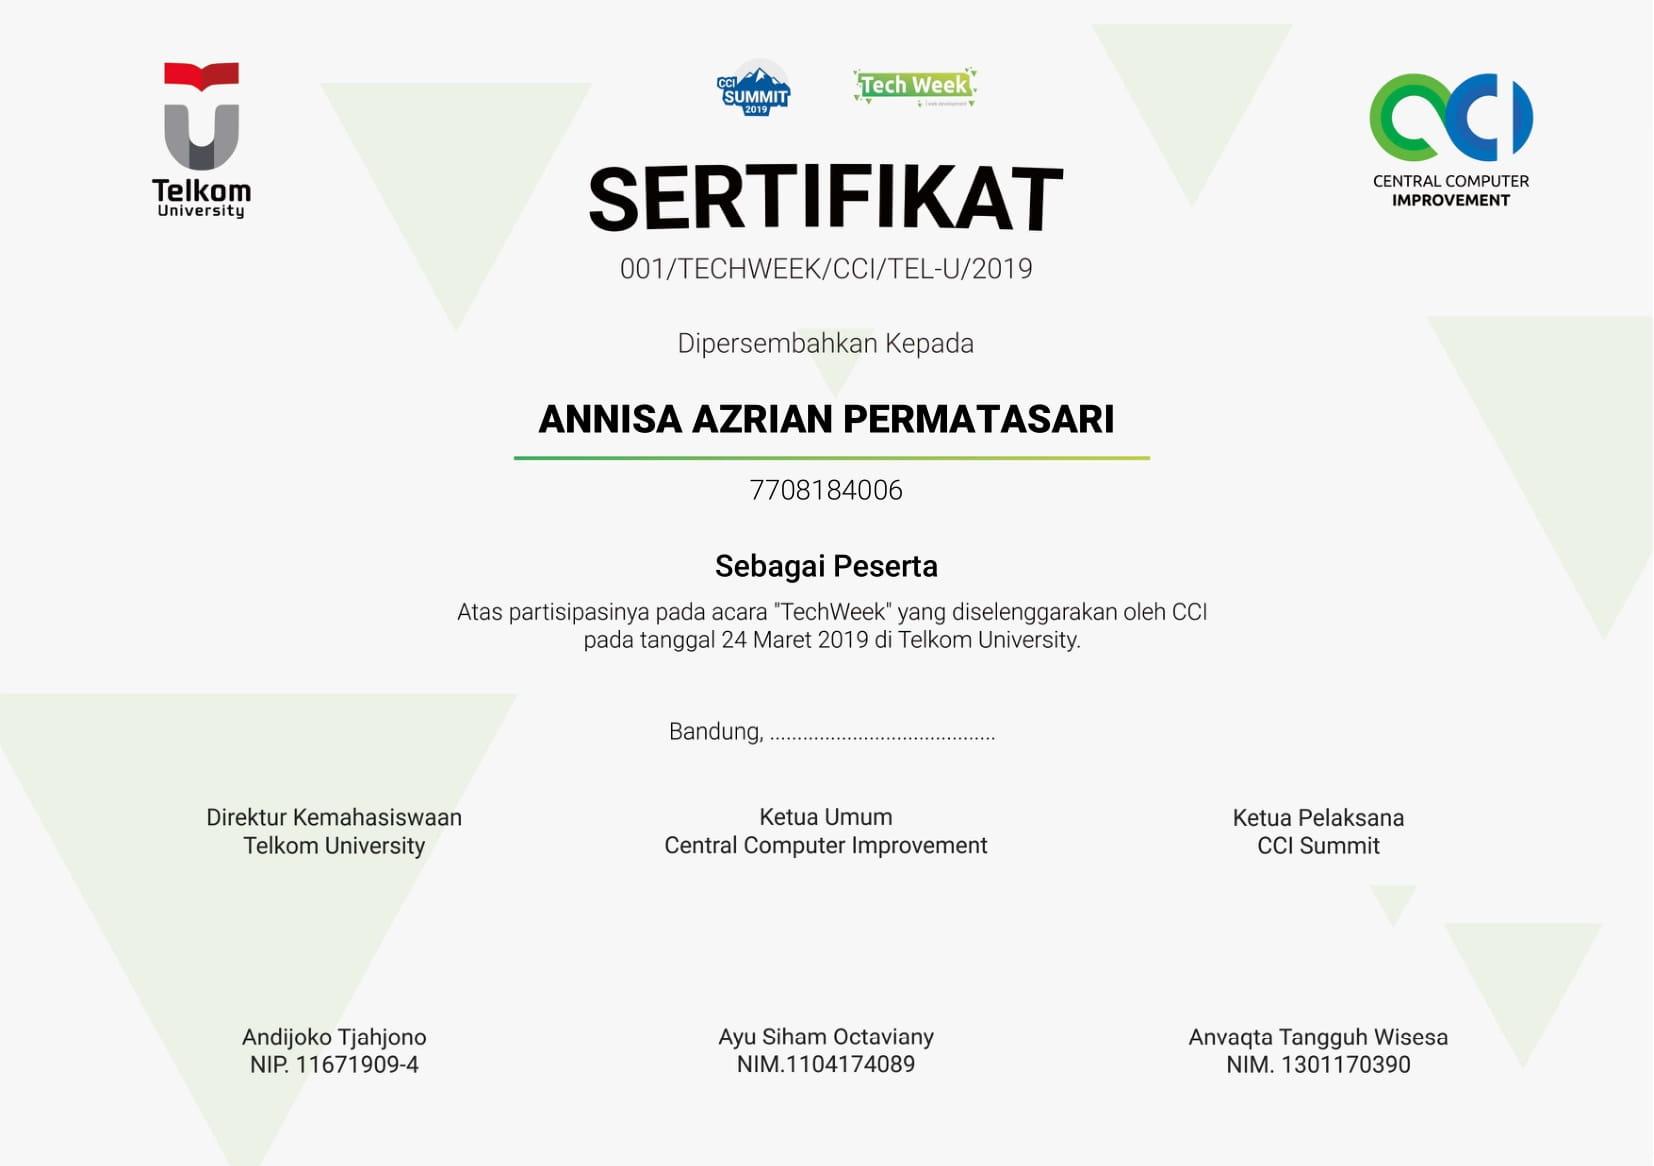 Telkom
University
CCI
SUMMIT
2019
Tech Week
CENTRAL COMPUTER
IMPROVEMENT
SERTIFIKAT
001/TECHWEEK/CCI/TEL-U/2019
Dipersembahkan Kepada
ANNISA AZRIAN PERMATASARI
7708184006
Sebagai Peserta
Atas partisipasinya pada acara "TechWeek" yang diselenggarakan oleh CCI
pada tanggal 24 Maret 2019 di Telkom University.
Bandung, .........................................
Direktur Kemahasiswaan
Telkom University
Andijoko Tjahjono
NIP. 11671909-4
Ketua Umum
Central Computer Improvement
Ayu Siham Octaviany
NIM.1104174089
Ketua Pelaksana
CCI Summit
Anvaqta Tangguh Wisesa
NIM. 1301170390